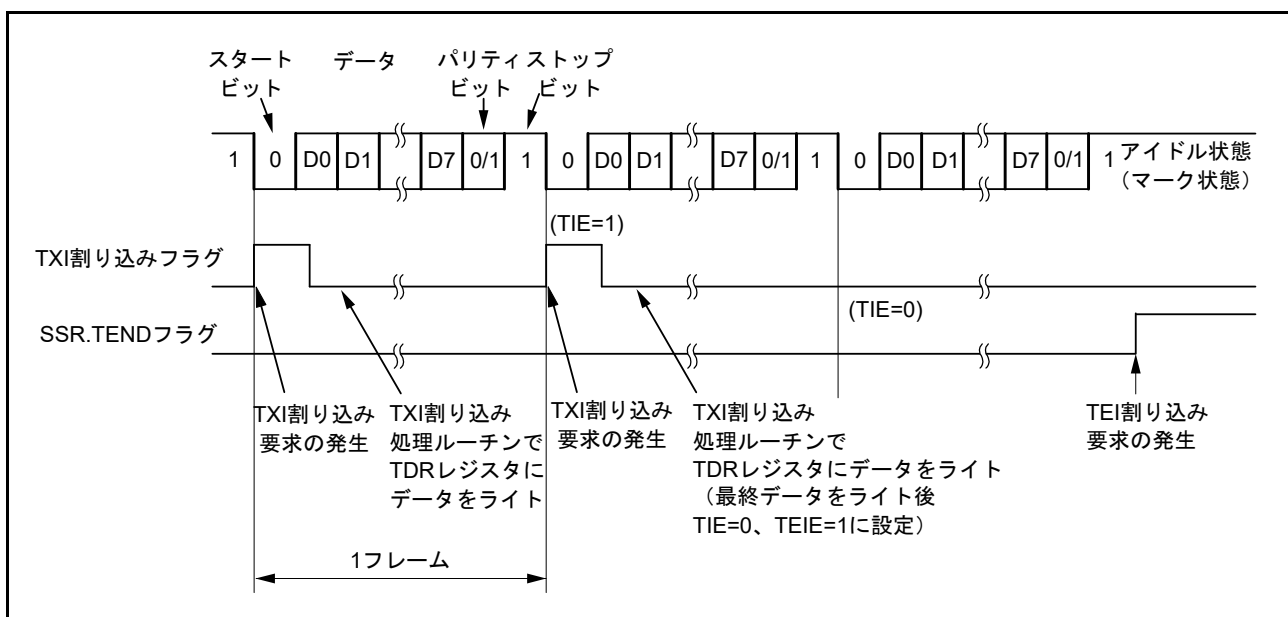 スタート
ビット
データ
パリティ
ビット
ストップ
ビット
1 0 D0 D1 D7 0/1 1 0 D0 D1 D7 0/1 1 0 D0 D1 D7 0/1 1
アイドル状態
（マーク状態）
(TIE=1)
TXI割り込みフラグ
(TIE=0)
SSR.TENDフラグ
TXI割り込み
要求の発生
TXI割り込み
処理ルーチンで
TDRレジスタに
データをライト
TXI割り込み
要求の発生
TXI割り込み
処理ルーチンで
TDRレジスタにデータをライト
（最終データをライト後
TIE=0、TEIE=1に設定）
TEI割り込み
要求の発生
1フレーム